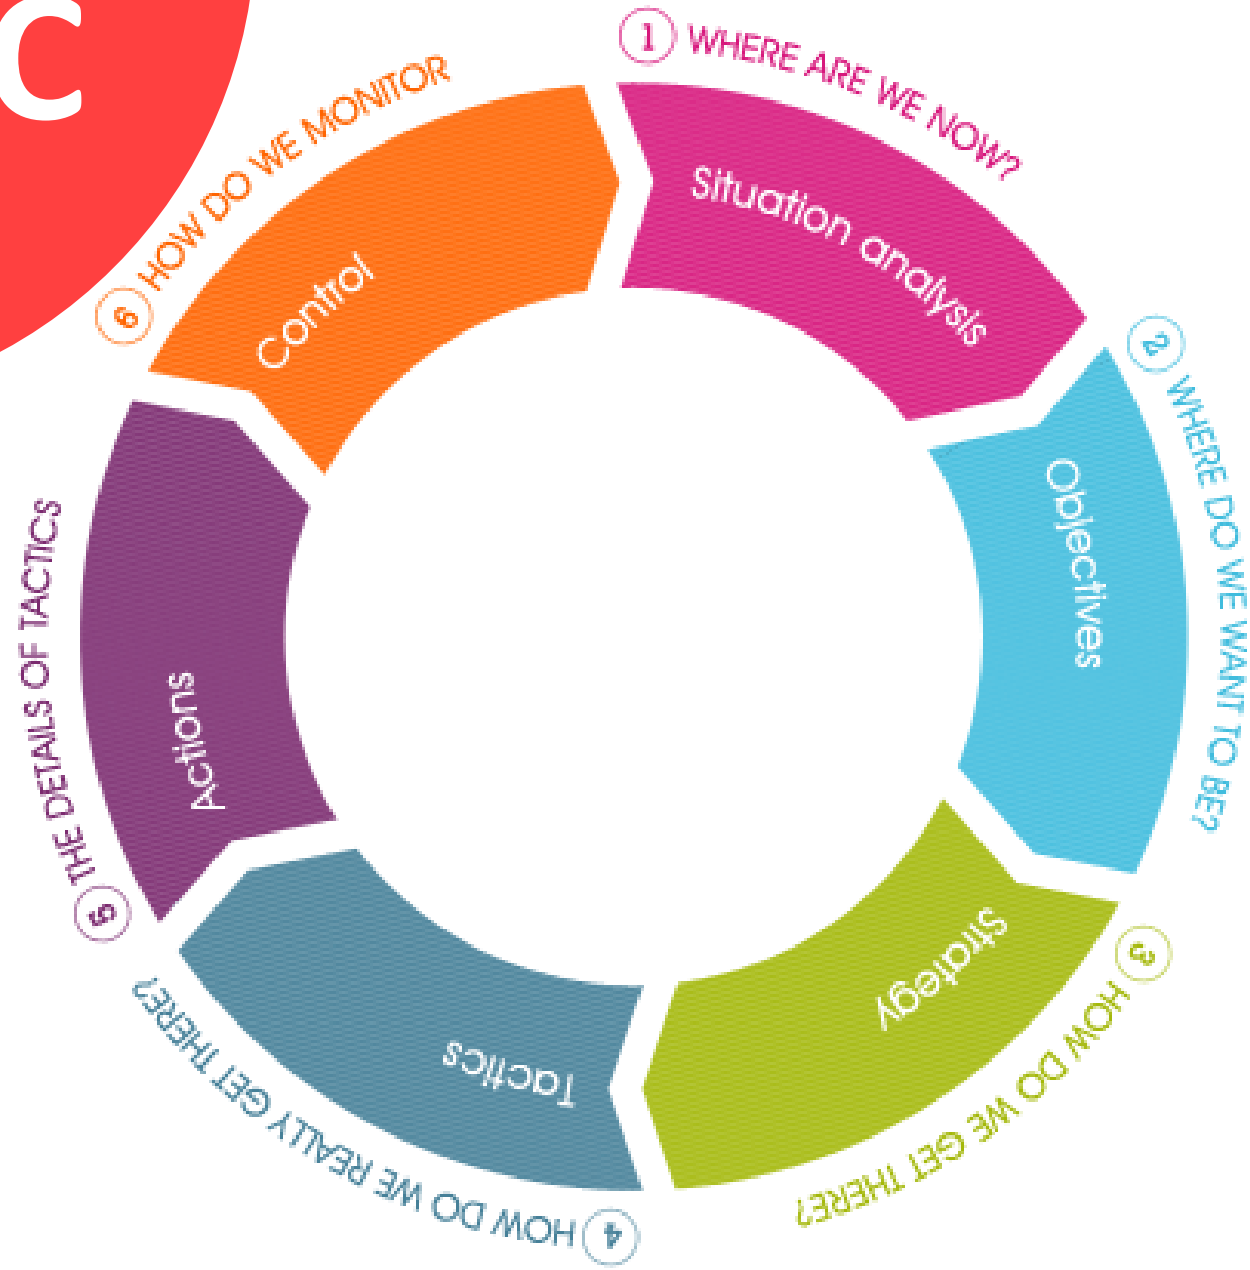 C
1 WHERE ARE WE NOW?
Situation analysis
2 WHERE DO WE WANT TO BE?
Objectives
3 HOW DO WE GET THERE?
Strategy
4 HOW DO WE REALLY GET THERE?
Tactics
5 THE DETAILS OF TACTICS
Actions
6 HOW DO WE MONITOR
Control